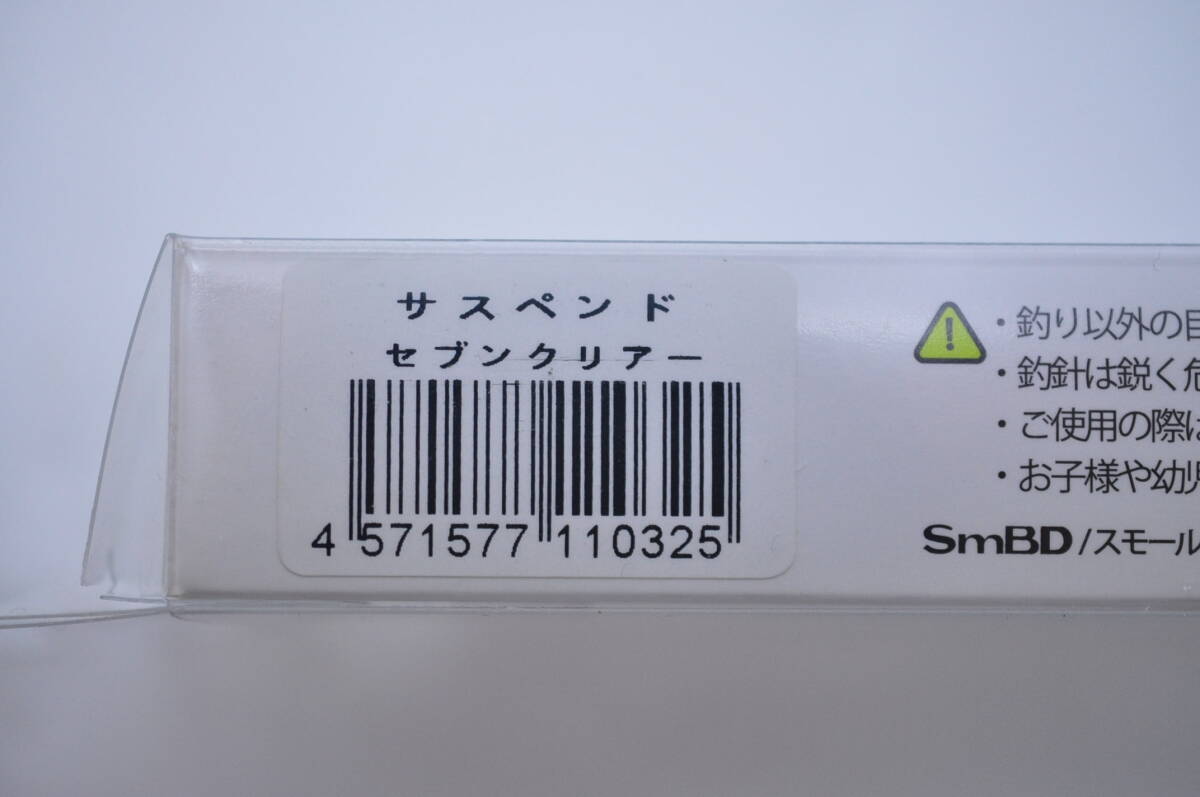 サスペンド
セブンクリアー
4 571577 110325
!
・釣り以外の目
・釣針は鋭く危
・ご使用の際は
・お子様や幼児
SmBD/スモール